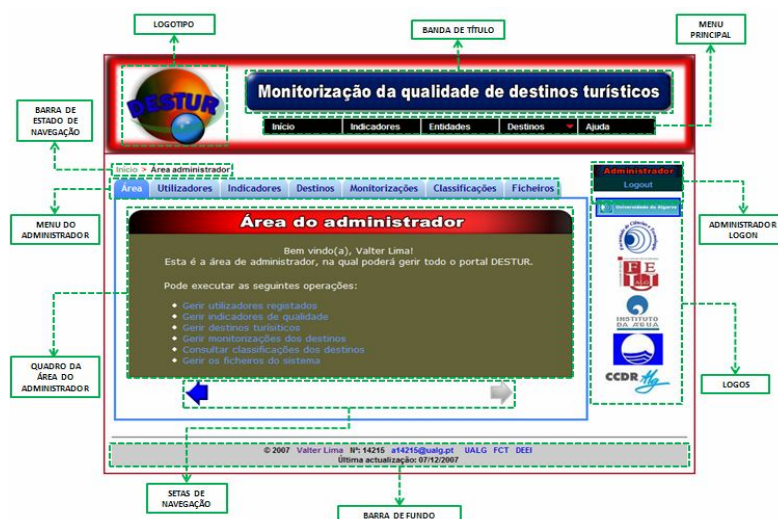 LOGOTIPO
BANDA DE TÍTULO
MENU
PRINCIPAL
DESTUR
Monitorização da qualidade de destinos turísticos
Início Indicadores Entidades Destinos Ajuda
BARRA DE
ESTADO DE
NAVEGAÇÃO
Início > Área administrador
Administrador
Logout
Área Utilizadores Indicadores Destinos Monitorizações Classificações Ficheiros
Universidade do Algarve
MENU DO
ADMINISTRADOR
ADMINISTRADOR
LOGON
Área do administrador
Bem vindo(a), Valter Lima!
Esta é a área de administrador, na qual poderá gerir todo o portal DESTUR.
Pode executar as seguintes operações:
Gerir utilizadores registados
Gerir indicadores de qualidade
Gerir destinos turísiticos
Gerir monitorizações dos destinos
Consultar classificações dos destinos
Gerir os ficheiros do sistema
INSTITUTO
DA ÁGUA
QUADRO DA
ÁREA DO
ADMINISTRADOR
CCDR Alg
LOGOS
© 2007 Valter Lima Nº: 14215 a14215@ualg.pt UALG FCT DEEI
Última actualização: 07/12/2007
SETAS DE
NAVEGAÇÃO
BARRA DE FUNDO